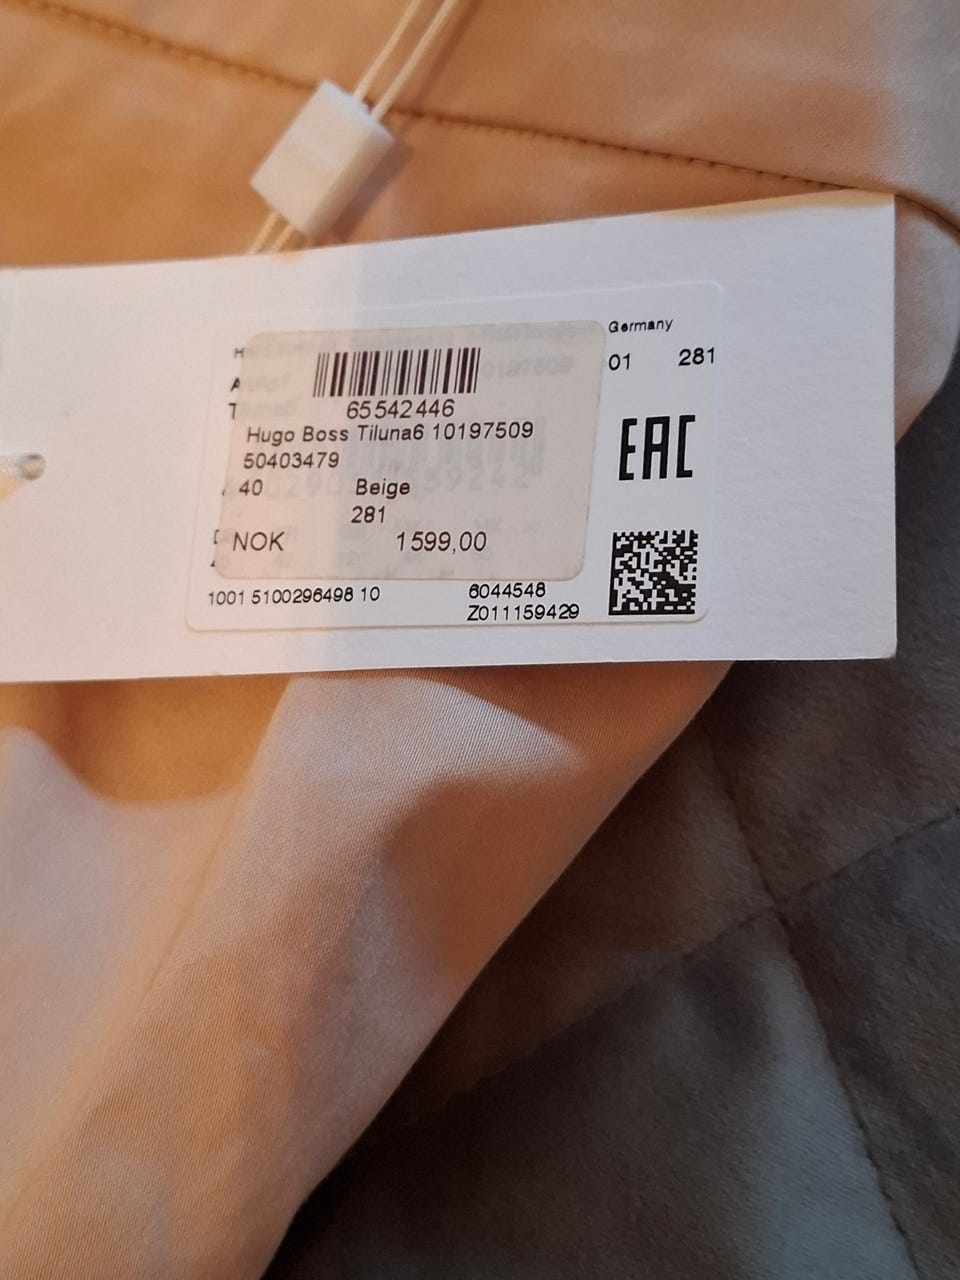 Germany
01 281
65542446
Hugo Boss Tiluna6 10197509
50403479
40 Beige
281
NOK 1599,00
EAC
1001 5100296498 10 6044548
Z011159429